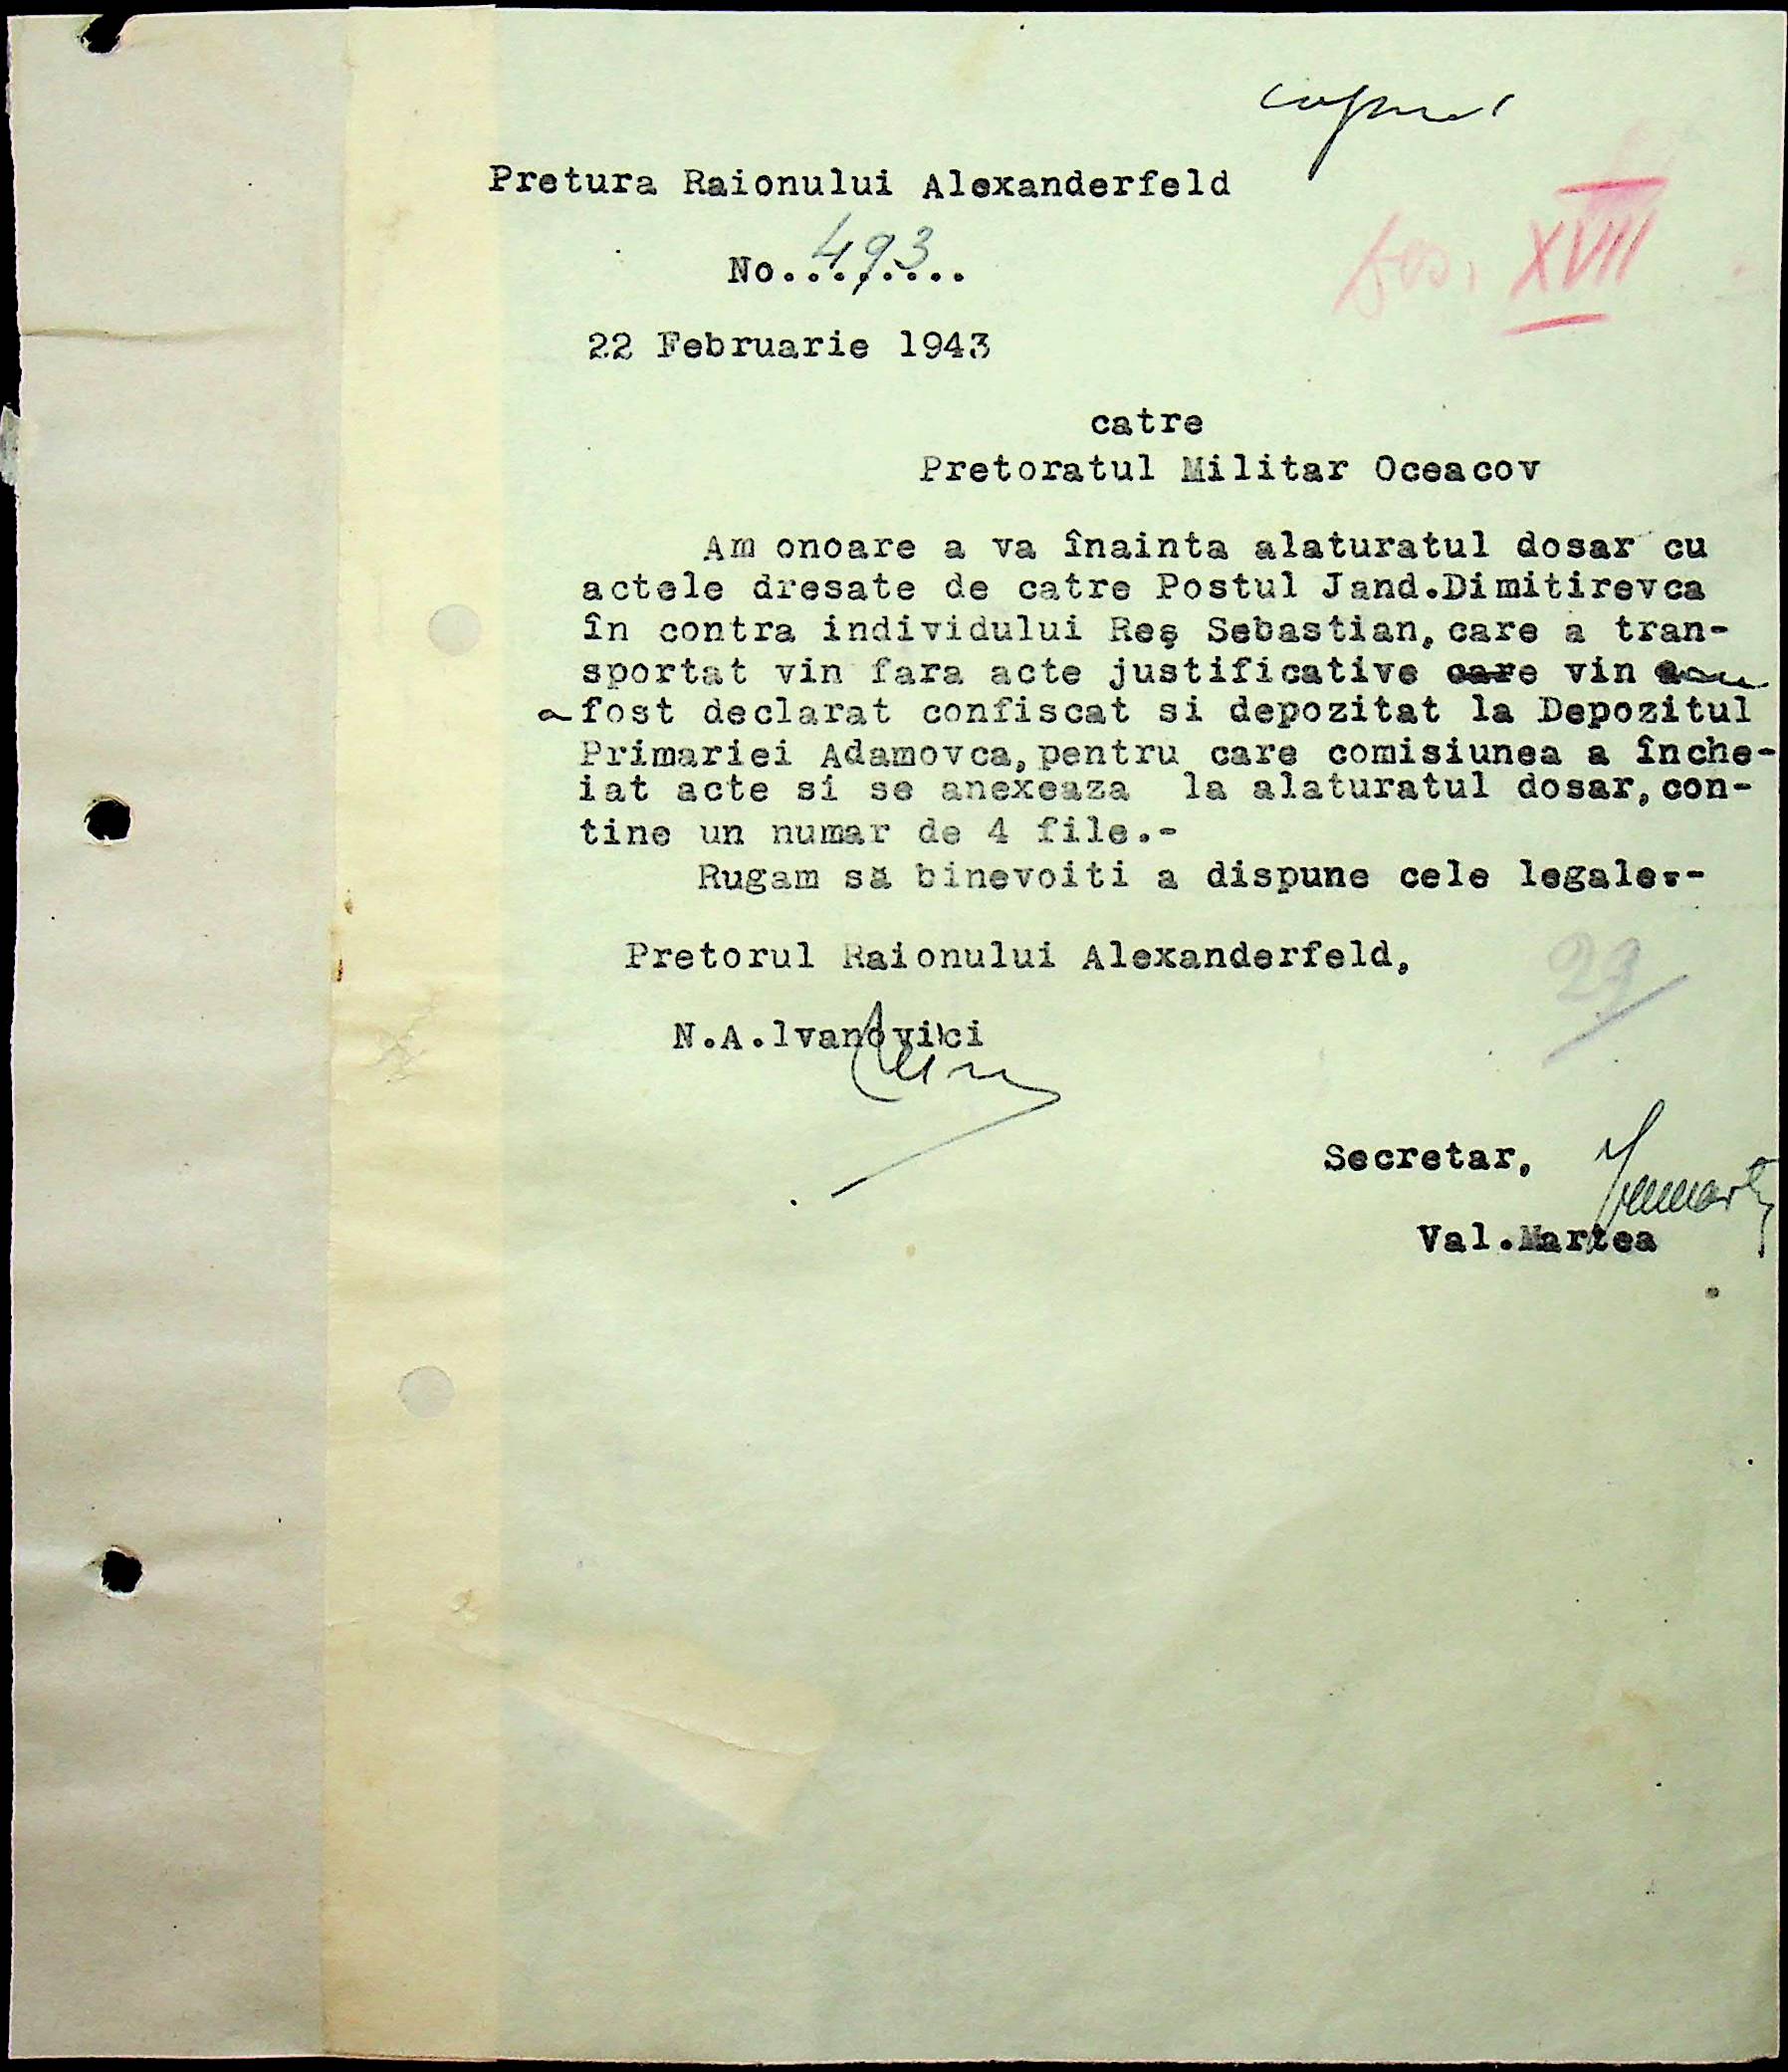 Pretura Raionului Alexanderfeld
No. 493
XVII
22 Februarie 1943
catre
Pretoratul Militar Oceacov
Am onoare a va înainta alaturatul dosar cu
actele dresate de catre Postul Jand.Dimitirevca
în contra individului Reş Sebastian, care a tran-
sportat vin fara acte justificative care vin
a fost declarat confiscat si depozitat la Depozitul
Primariei Adamovca, pentru care comisiunea a înche-
iat acte si se anexeaza la alaturatul dosar, con-
tine un numar de 4 file.-
Rugam să binevoiti a dispune cele legale.-
Pretorul Raionului Alexanderfeld,
29
N.A.lvanovici
Secretar,
Val.Martea